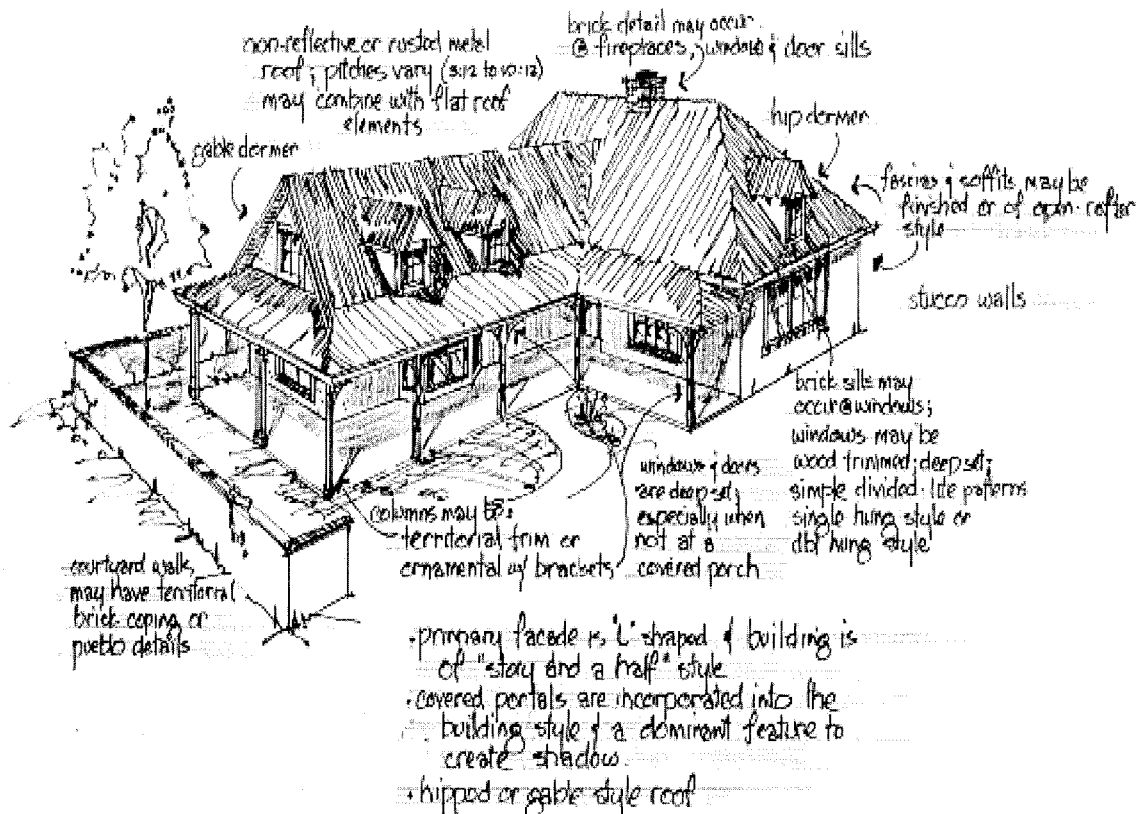 non-reflective or rusted metal
roof; pitches vary (3:12 to 10:12)
may combine with flat roof
elements
brick detail may occur
@ fireplaces, window & door sills
gable dormer
hip dormer
fascias & soffits may be
finished or of open-rafter
style
stucco walls
brick sills may
occur @ windows;
windows may be
wood trimmed; deep set;
simple divided-lite patterns
single hung style or
dbl hung style
windows & doors
are deep set;
especially when
not at a
covered porch
columns may be:
territorial trim or
ornamental w/ brackets
courtyard walls,
may have territorial
brick coping or
pueblo details
•primary facade is "L" shaped & building is
of "story and a half" style
•covered portals are incorporated into the
building style & a dominant feature to
create shadow.
•hipped or gable style roof